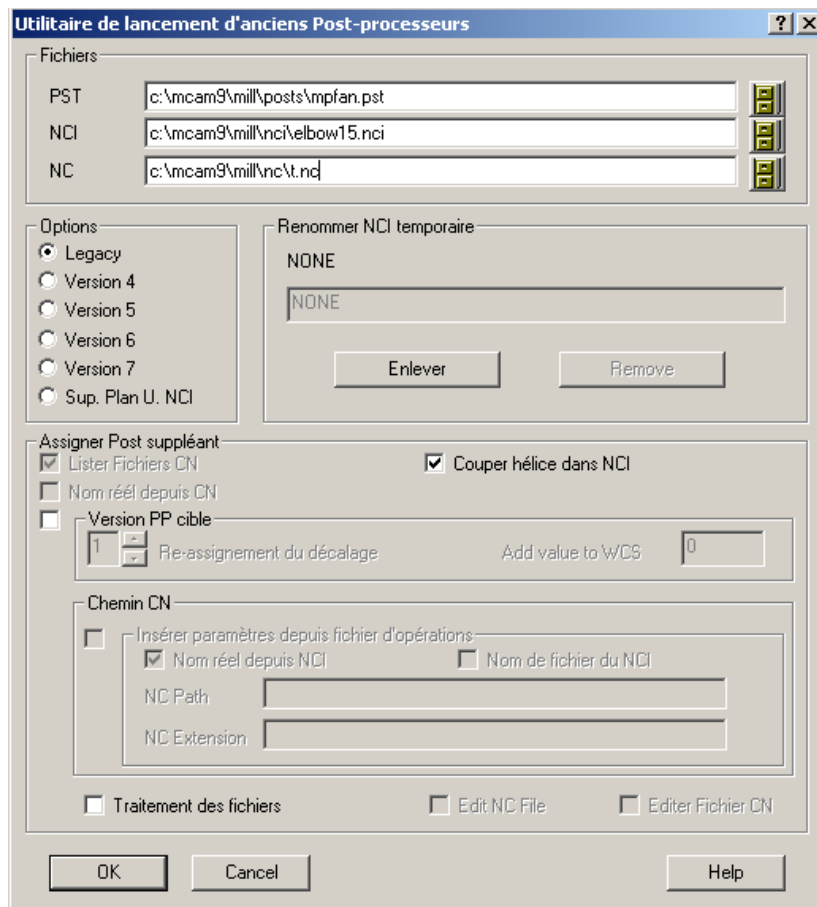 Utilitaire de lancement d'anciens Post-processeurs
Fichiers
PST c:\mcam9\mill\posts\mpfan.pst
NCI c:\mcam9\mill\nci\elbow15.nci
NC c:\mcam9\mill\nc\t.nc
Options
Legacy
Version 4
Version 5
Version 6
Version 7
Sup. Plan U. NCI
Renommer NCI temporaire
NONE
NONE
Enlever Remove
Assigner Post suppléant
Lister Fichiers CN Couper hélice dans NCI
Nom réél depuis CN
Version PP cible
1 Re-assignement du décalage Add value to WCS 0
Chemin CN
Insérer paramètres depuis fichier d'opérations
Nom réel depuis NCI Nom de fichier du NCI
NC Path
NC Extension
Traitement des fichiers Edit NC File Editer Fichier CN
OK Cancel Help